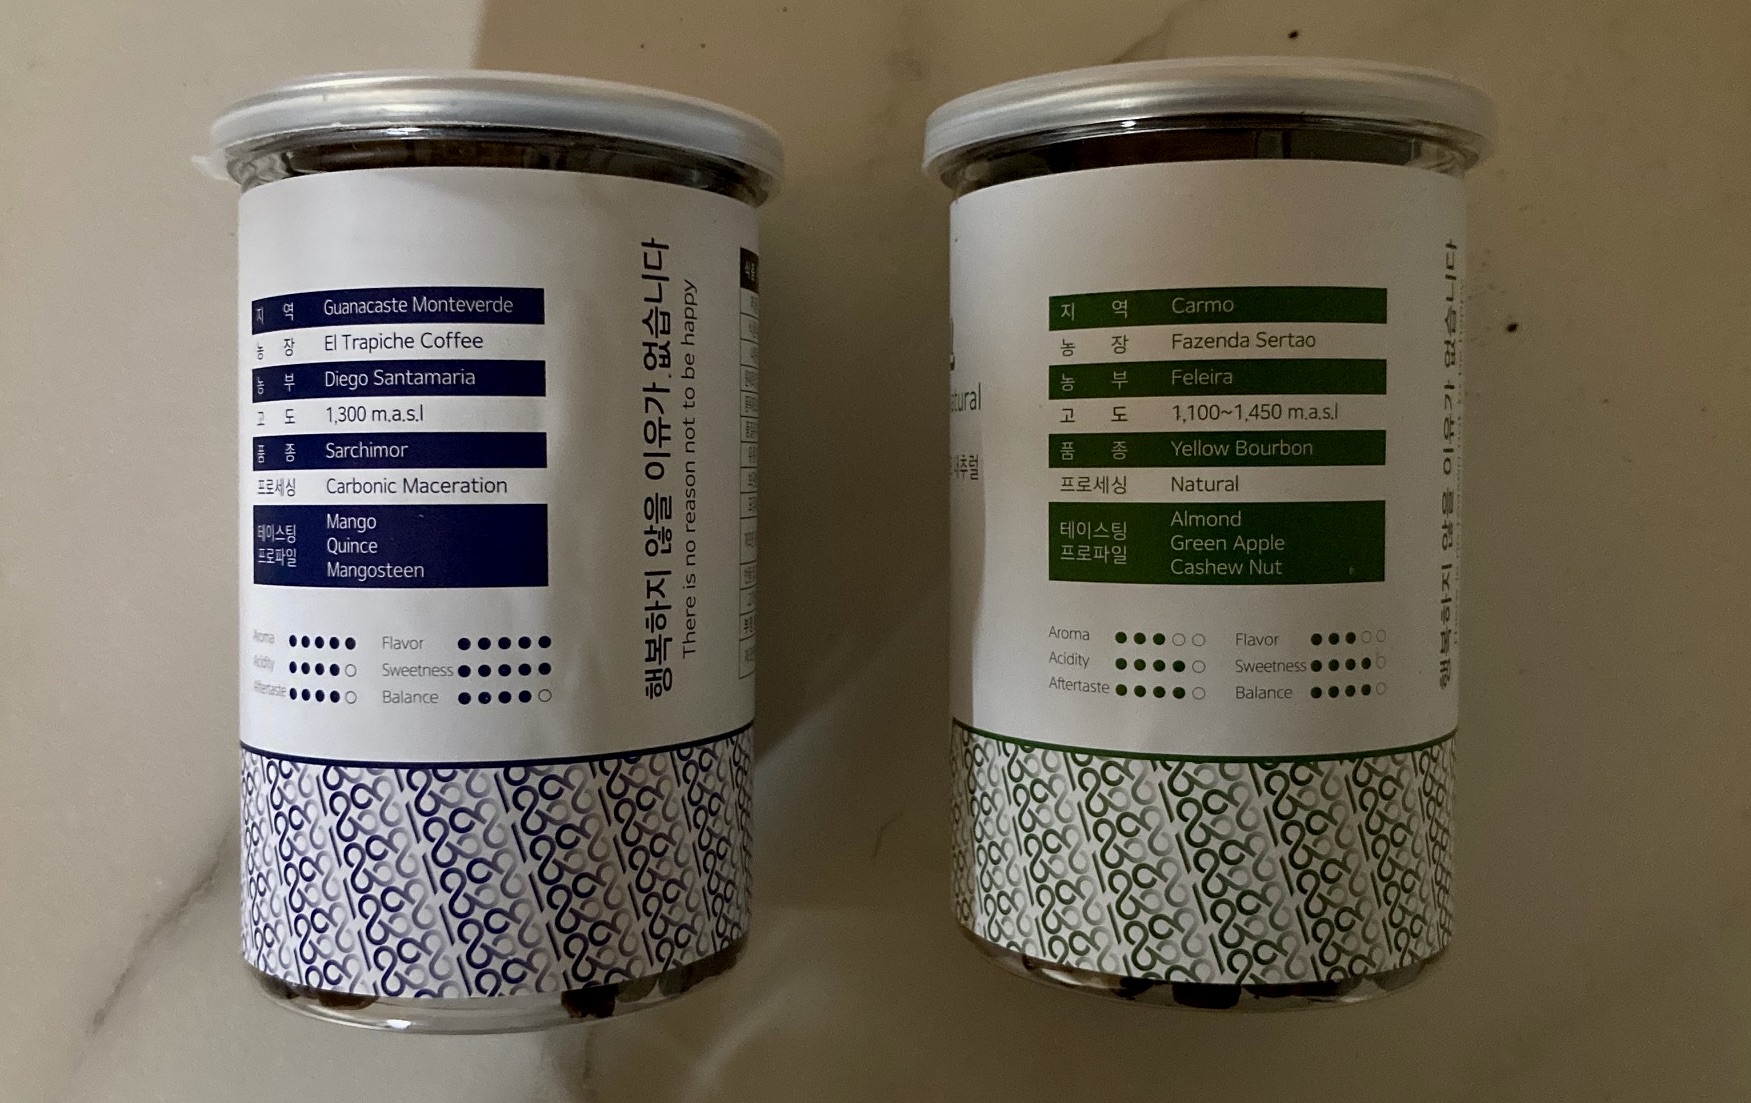 지 역 Guanacaste Monteverde
농 장 El Trapiche Coffee
농 부 Diego Santamaria
고 도 1,300 m.a.s.l
품 종 Sarchimor
프로세싱 Carbonic Maceration
테이스팅 프로파일
Mango
Quince
Mangosteen
Aroma Flavor
Acidity Sweetness
Aftertaste Balance
행복하지 않을 이유가 없습니다
There is no reason not to be happy
지 역 Carmo
농 장 Fazenda Sertao
농 부 Feleira
고 도 1,100~1,450 m.a.s.l
품 종 Yellow Bourbon
프로세싱 Natural
테이스팅 프로파일
Almond
Green Apple
Cashew Nut
Aroma Flavor
Acidity Sweetness
Aftertaste Balance
행복하지 않을 이유가 없습니다